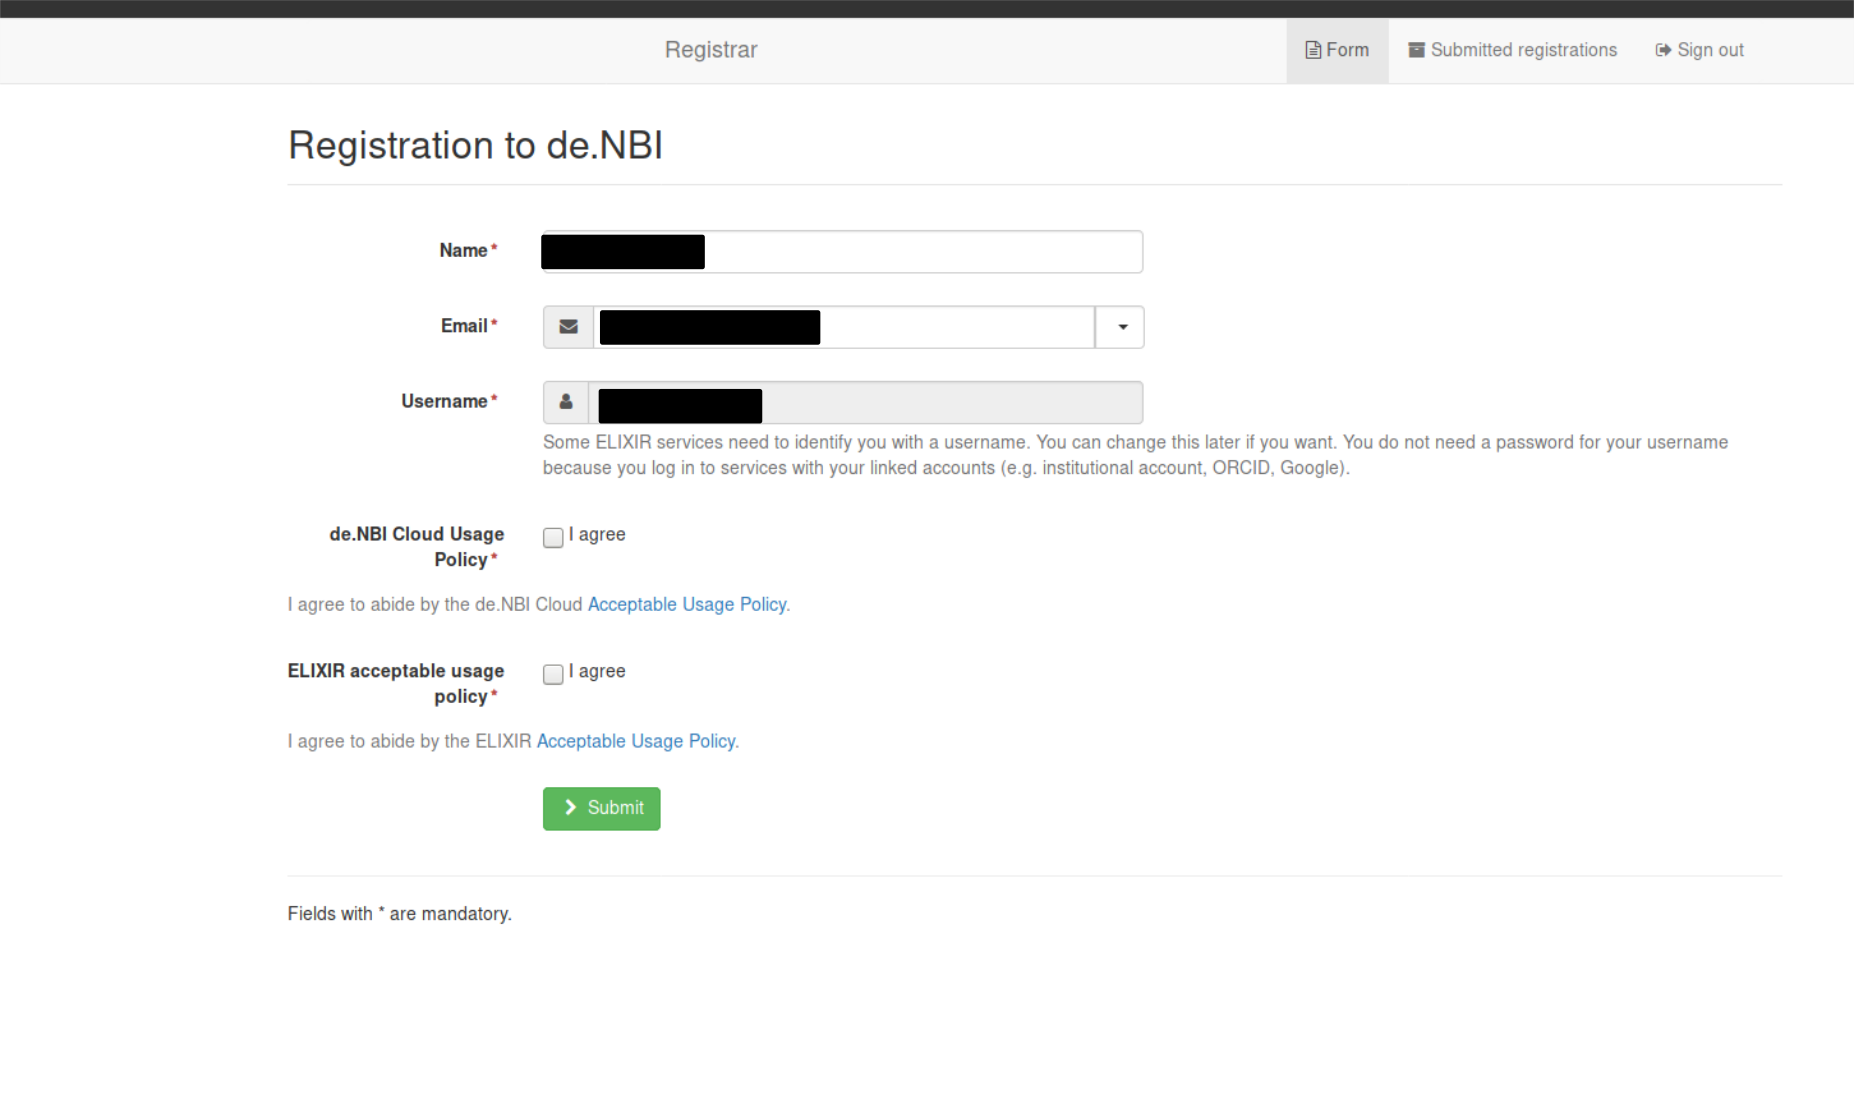 Registrar
Form
Submitted registrations
Sign out
Registration to de.NBI
Name*
Email*
Username*
Some ELIXIR services need to identify you with a username. You can change this later if you want. You do not need a password for your username
because you log in to services with your linked accounts (e.g. institutional account, ORCID, Google).
de.NBI Cloud Usage
Policy*
I agree
I agree to abide by the de.NBI Cloud Acceptable Usage Policy.
ELIXIR acceptable usage
policy*
I agree
I agree to abide by the ELIXIR Acceptable Usage Policy.
Submit
Fields with * are mandatory.